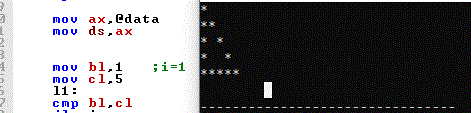 mov ax,@data
mov ds,ax
mov bl,1 ;i=1
mov cl,5
l1:
cmp bl,cl
*
**
* *
*  *
*****